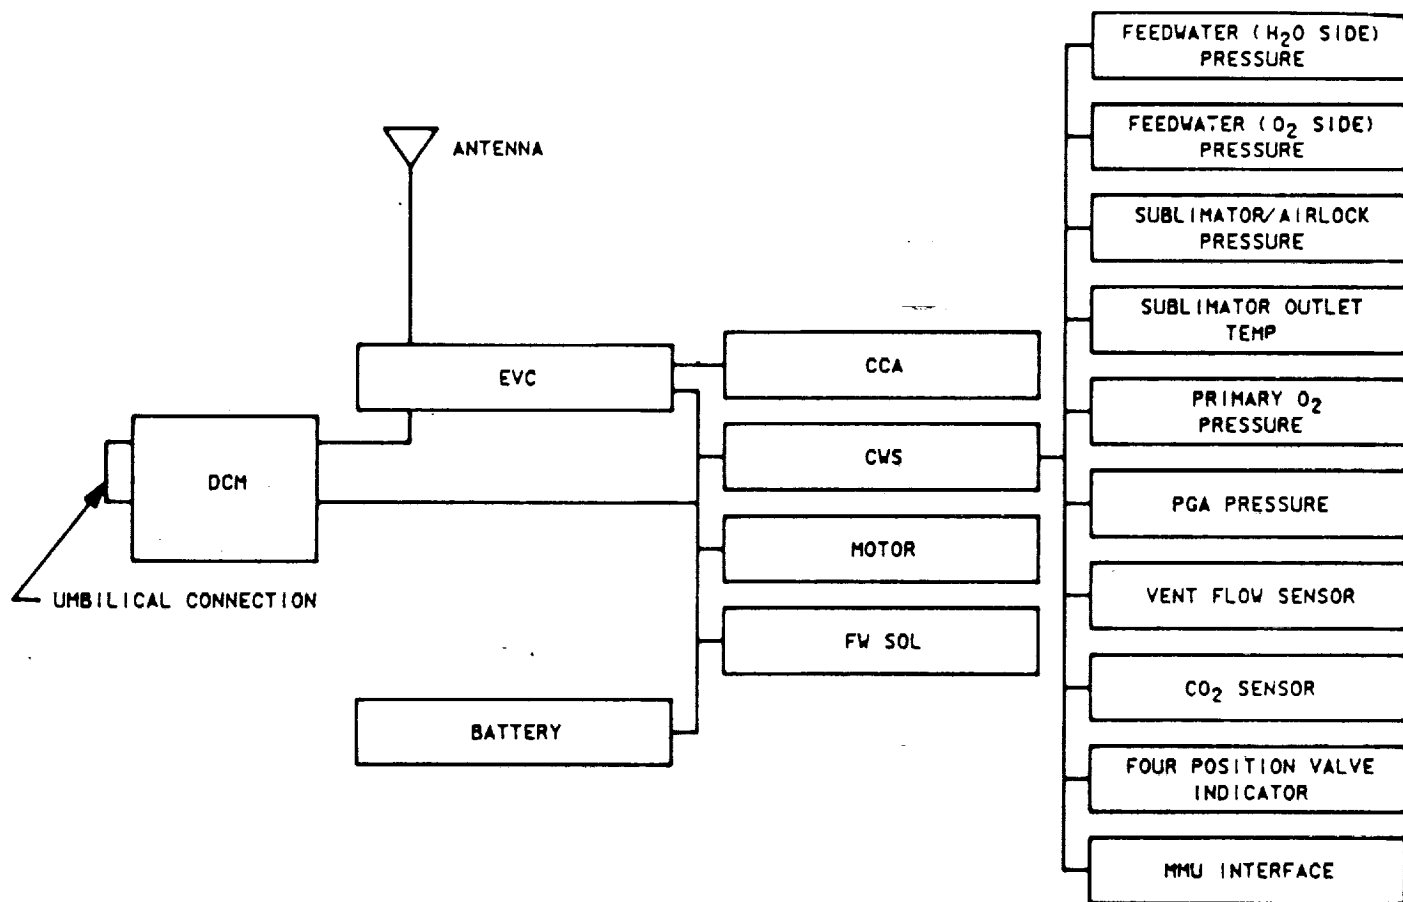 FEEDWATER (H₂O SIDE)
PRESSURE
FEEDWATER (O₂ SIDE)
PRESSURE
ANTENNA
SUBLIMATOR/AIRLOCK
PRESSURE
SUBLIMATOR OUTLET
TEMP
CCA
EVC
PRIMARY O₂
PRESSURE
CWS
DCM
PGA PRESSURE
MOTOR
UMBILICAL CONNECTION
VENT FLOW SENSOR
FW SOL
CO₂ SENSOR
BATTERY
FOUR POSITION VALVE
INDICATOR
MMU INTERFACE